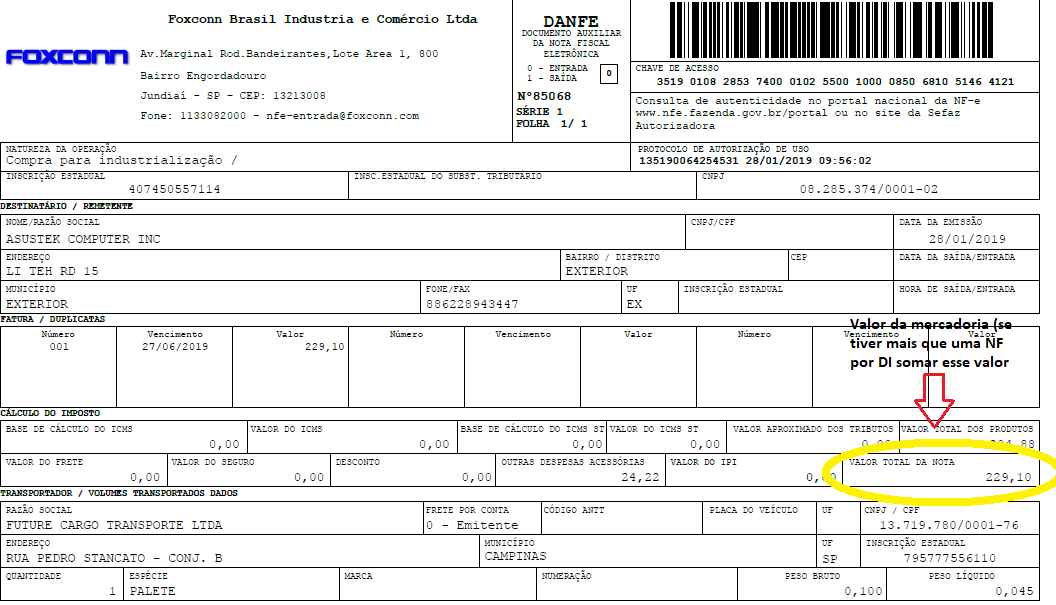 Foxconn Brasil Industria e Comércio Ltda
FOXCONN
Av.Marginal Rod.Bandeirantes,Lote Area 1, 800
Bairro Engordadouro
Jundiaí - SP - CEP: 13213008
Fone: 1133082000 - nfe-entrada@foxconn.com
DANFE
DOCUMENTO AUXILIAR
DA NOTA FISCAL
ELETRÔNICA
0 - ENTRADA
1 - SAÍDA
0
N°85068
SÉRIE 1
FOLHA 1/ 1
CHAVE DE ACESSO
3519 0108 2853 7400 0102 5500 1000 0850 6810 5146 4121
Consulta de autenticidade no portal nacional da NF-e
www.nfe.fazenda.gov.br/portal ou no site da Sefaz
Autorizadora
NATUREZA DA OPERAÇÃO
Compra para industrialização /
PROTOCOLO DE AUTORIZAÇÃO DE USO
135190064254531 28/01/2019 09:56:02
INSCRIÇÃO ESTADUAL
407450557114
INSC.ESTADUAL DO SUBST. TRIBUTÁRIO
CNPJ
08.285.374/0001-02
DESTINATÁRIO / REMETENTE
NOME/RAZÃO SOCIAL
ASUSTEK COMPUTER INC
CNPJ/CPF
DATA DA EMISSÃO
28/01/2019
ENDEREÇO
LI TEH RD 15
BAIRRO / DISTRITO
EXTERIOR
CEP
DATA DA SAÍDA/ENTRADA
MUNICÍPIO
EXTERIOR
FONE/FAX
886228943447
UF
EX
INSCRIÇÃO ESTADUAL
HORA DE SAÍDA/ENTRADA
FATURA / DUPLICATAS
Número Vencimento Valor Número Vencimento Valor Número Vencimento Valor
001 27/06/2019 229,10
Valor da mercadoria (se
tiver mais que uma NF
por DI somar esse valor
CÁLCULO DO IMPOSTO
BASE DE CÁLCULO DO ICMS
0,00
VALOR DO ICMS
0,00
BASE DE CÁLCULO DO ICMS ST
0,00
VALOR DO ICMS ST
0,00
VALOR APROXIMADO DOS TRIBUTOS
0,00
VALOR TOTAL DOS PRODUTOS
204,88
VALOR DO FRETE
0,00
VALOR DO SEGURO
0,00
DESCONTO
0,00
OUTRAS DESPESAS ACESSÓRIAS
24,22
VALOR DO IPI
0,00
VALOR TOTAL DA NOTA
229,10
TRANSPORTADOR / VOLUMES TRANSPORTADOS DADOS
RAZÃO SOCIAL
FUTURE CARGO TRANSPORTE LTDA
FRETE POR CONTA
0 - Emitente
CÓDIGO ANTT
PLACA DO VEÍCULO
UF
CNPJ / CPF
13.719.780/0001-76
ENDEREÇO
RUA PEDRO STANCATO - CONJ. B
MUNICÍPIO
CAMPINAS
UF
SP
INSCRIÇÃO ESTADUAL
795777556110
QUANTIDADE
1
ESPÉCIE
PALETE
MARCA
NUMERAÇÃO
PESO BRUTO
0,100
PESO LÍQUIDO
0,045